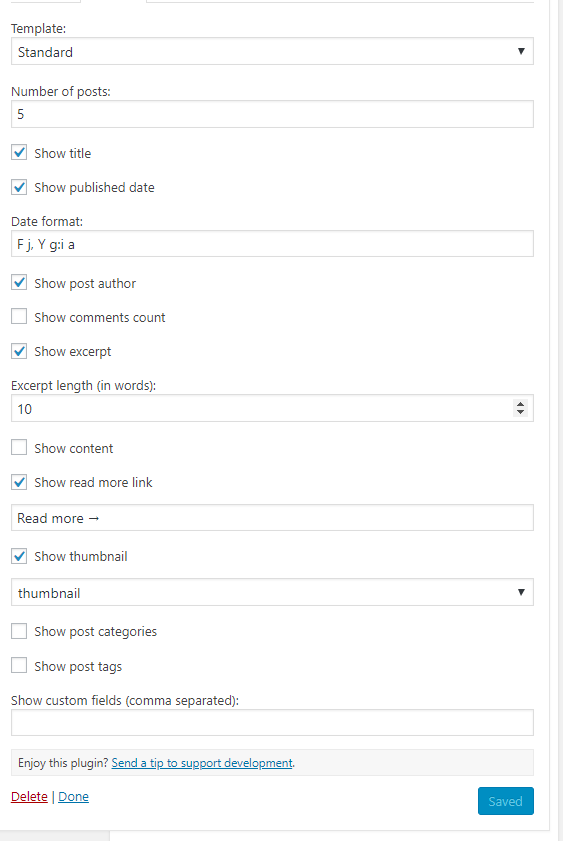 Template:
Standard
Number of posts:
5
Show title
Show published date
Date format:
F j, Y g:i a
Show post author
Show comments count
Show excerpt
Excerpt length (in words):
10
Show content
Show read more link
Read more →
Show thumbnail
thumbnail
Show post categories
Show post tags
Show custom fields (comma separated):
Enjoy this plugin? Send a tip to support development.
Delete | Done
Saved